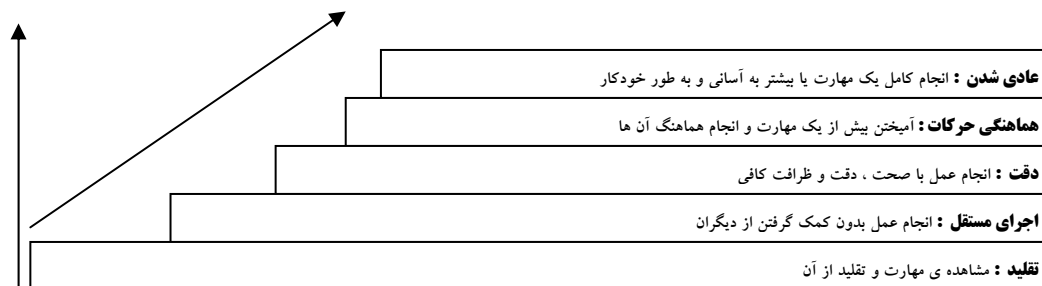 عادی شدن : انجام کامل یک مهارت یا بیشتر به آسانی و به طور خودکار
هماهنگی حرکات : آمیختن بیش از یک مهارت و انجام هماهنگ آن ها
دقت : انجام عمل با صحت ، دقت و ظرافت کافی
اجرای مستقل : انجام عمل بدون کمک گرفتن از دیگران
تقلید : مشاهده ی مهارت و تقلید از آن